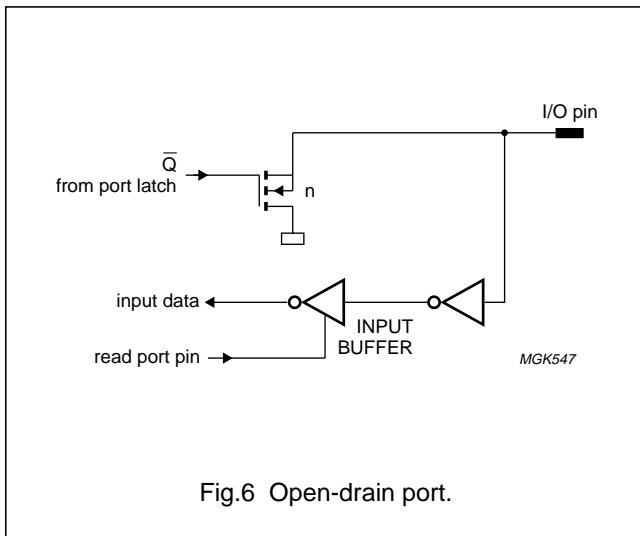 I/O pin
Q̅
from port latch
n
input data
INPUT
BUFFER
read port pin
MGK547
Fig.6 Open-drain port.